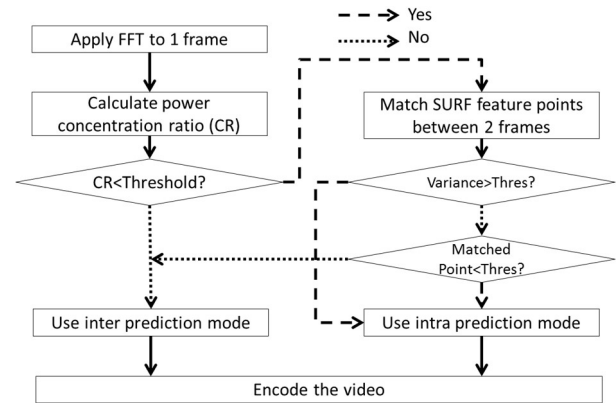 Yes
No
Apply FFT to 1 frame
Calculate power
concentration ratio (CR)
CR<Threshold?
Match SURF feature points
between 2 frames
Variance>Thres?
Matched
Point<Thres?
Use inter prediction mode
Use intra prediction mode
Encode the video